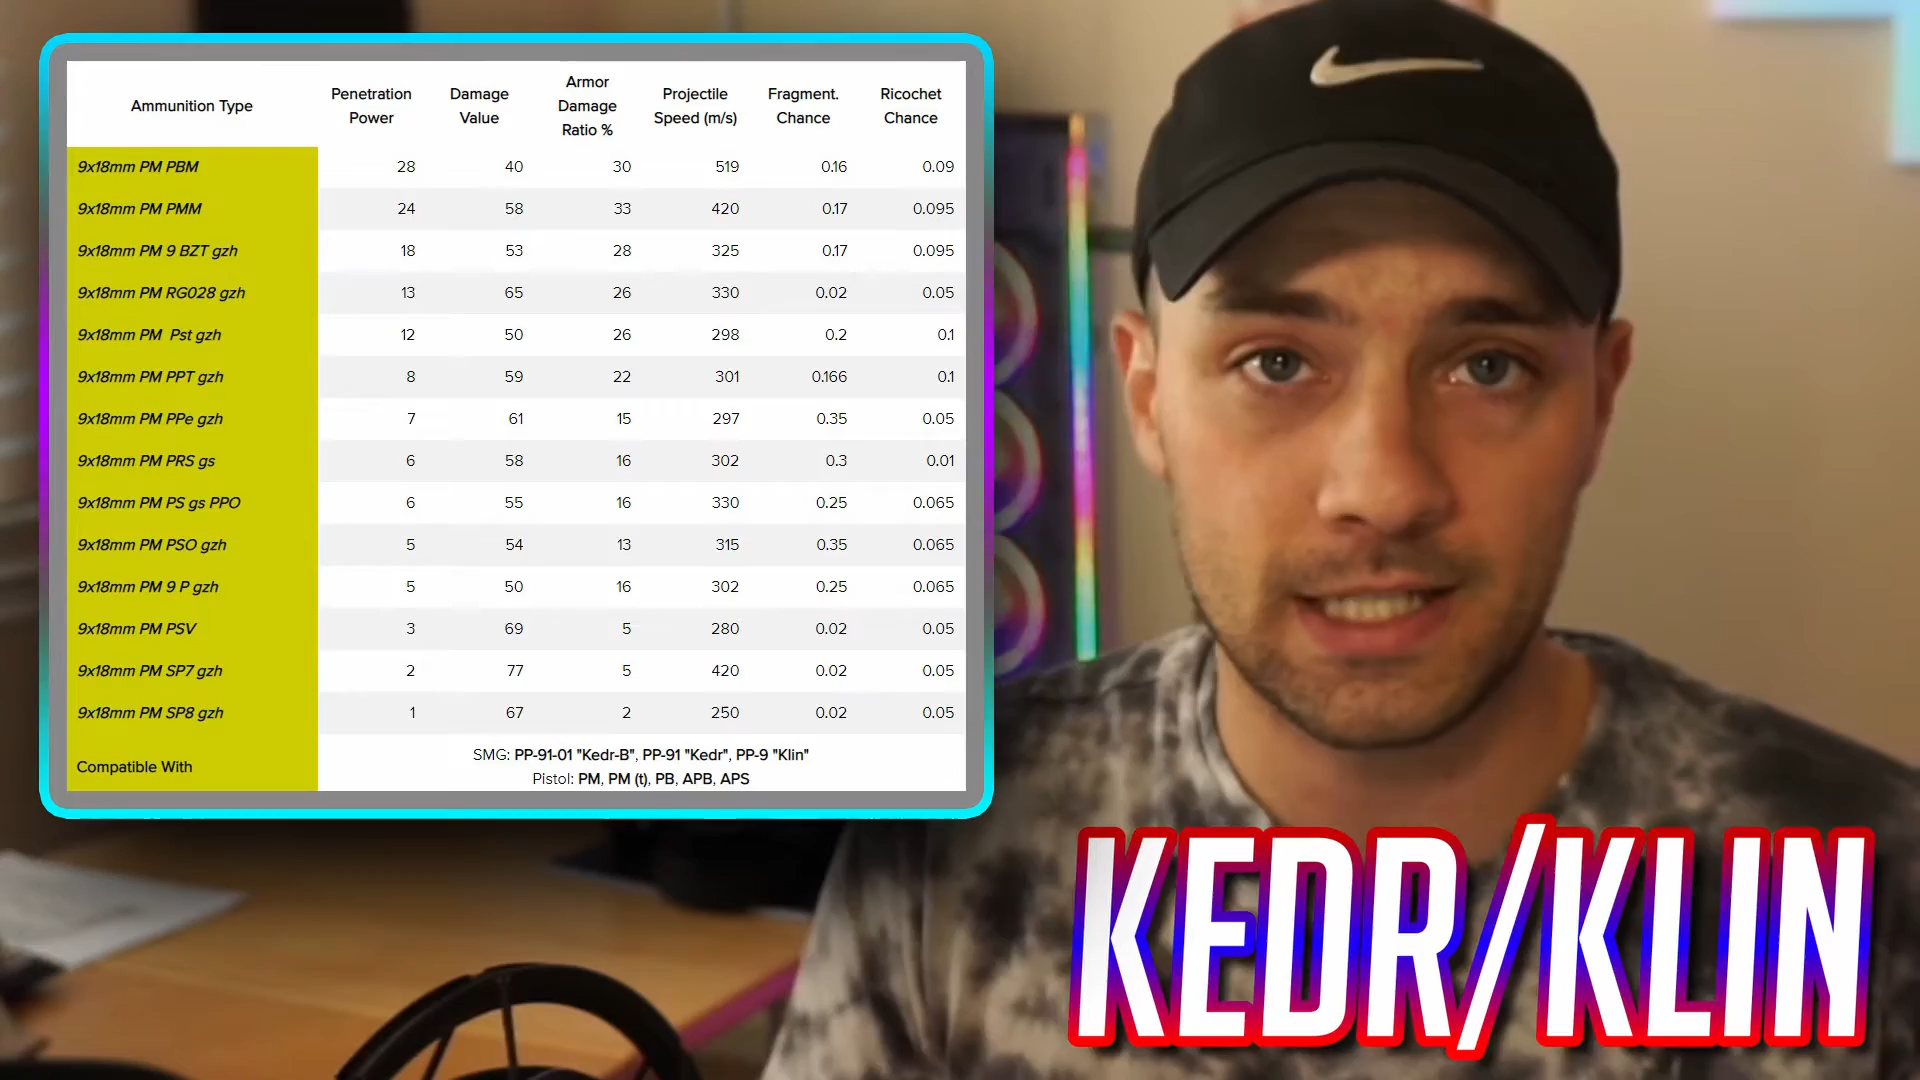 Ammunition Type Penetration Power Damage Value Armor Damage Ratio % Projectile Speed (m/s) Fragment. Chance Ricochet Chance
9x18mm PM PBM 28 40 30 519 0.16 0.09
9x18mm PM PMM 24 58 33 420 0.17 0.095
9x18mm PM 9 BZT gzh 18 53 28 325 0.17 0.095
9x18mm PM RG028 gzh 13 65 26 330 0.02 0.05
9x18mm PM Pst gzh 12 50 26 298 0.2 0.1
9x18mm PM PPT gzh 8 59 22 301 0.166 0.1
9x18mm PM PPe gzh 7 61 15 297 0.35 0.05
9x18mm PM PRS gs 6 58 16 302 0.3 0.01
9x18mm PM PS gs PPO 6 55 16 330 0.25 0.065
9x18mm PM PSO gzh 5 54 13 315 0.35 0.065
9x18mm PM 9 P gzh 5 50 16 302 0.25 0.065
9x18mm PM PSV 3 69 5 280 0.02 0.05
9x18mm PM SP7 gzh 2 77 5 420 0.02 0.05
9x18mm PM SP8 gzh 1 67 2 250 0.02 0.05
Compatible With
SMG: PP-91-01 "Kedr-B", PP-91 "Kedr", PP-9 "Klin"
Pistol: PM, PM (t), PB, APB, APS
KEDR/KLIN